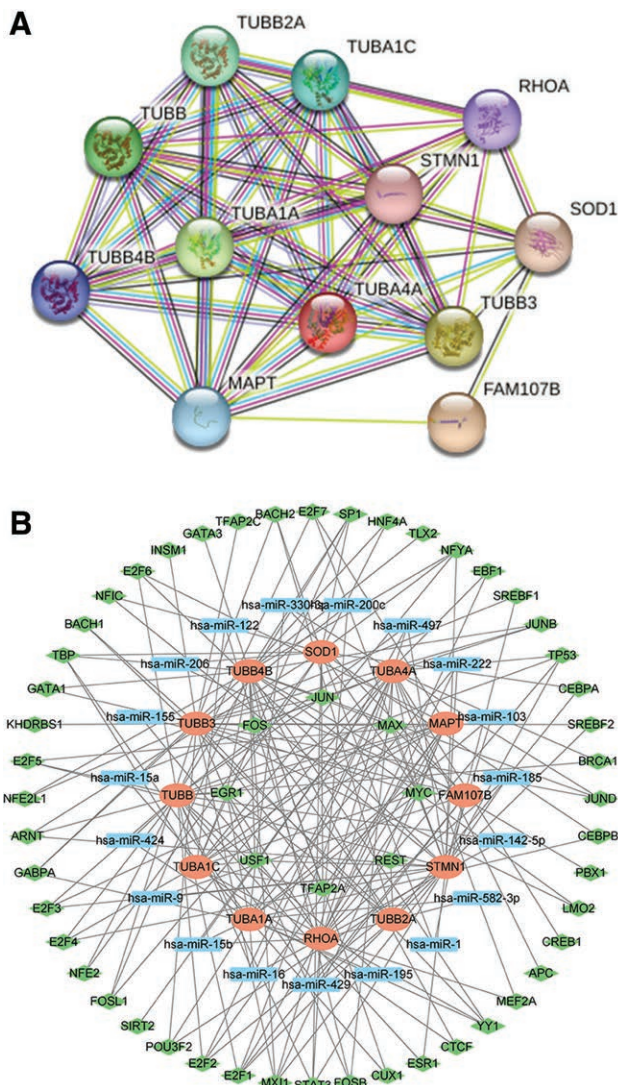 A
TUBB2A
TUBA1C
RHOA
TUBB
STMN1
SOD1
TUBA1A
TUBB4B
TUBA4A
TUBB3
MAPT
FAM107B
B
BACH2
E2F7
SP1
TFAP2C
HNF4A
GATA3
TLX2
INSM1
NFYA
E2F6
EBF1
NFIC
hsa-miR-330-3p
hsa-miR-200c
SREBF1
BACH1
hsa-miR-122
hsa-miR-497
JUNB
TBP
hsa-miR-206
SOD1
TUBB4B
TUBA4A
hsa-miR-222
TP53
GATA1
JUN
CEBPA
KHDRBS1
hsa-miR-155
TUBB3
FOS
MAX
MAPT
hsa-miR-103
SREBF2
E2F5
hsa-miR-15a
BRCA1
NFE2L1
TUBB
EGR1
MYC
FAM107B
hsa-miR-185
JUND
ARNT
hsa-miR-424
hsa-miR-142-5p
CEBPB
GABPA
TUBA1C
USF1
REST
STMN1
PBX1
E2F3
hsa-miR-9
TFAP2A
hsa-miR-582-3p
LMO2
E2F4
TUBA1A
RHOA
TUBB2A
CREB1
NFE2
hsa-miR-15b
hsa-miR-1
APC
FOSL1
hsa-miR-16
hsa-miR-429
hsa-miR-195
MEF2A
SIRT2
YY1
POU3F2
CTCF
E2F2
ESR1
E2F1
CUX1
MXI1
STAT3
FOSB